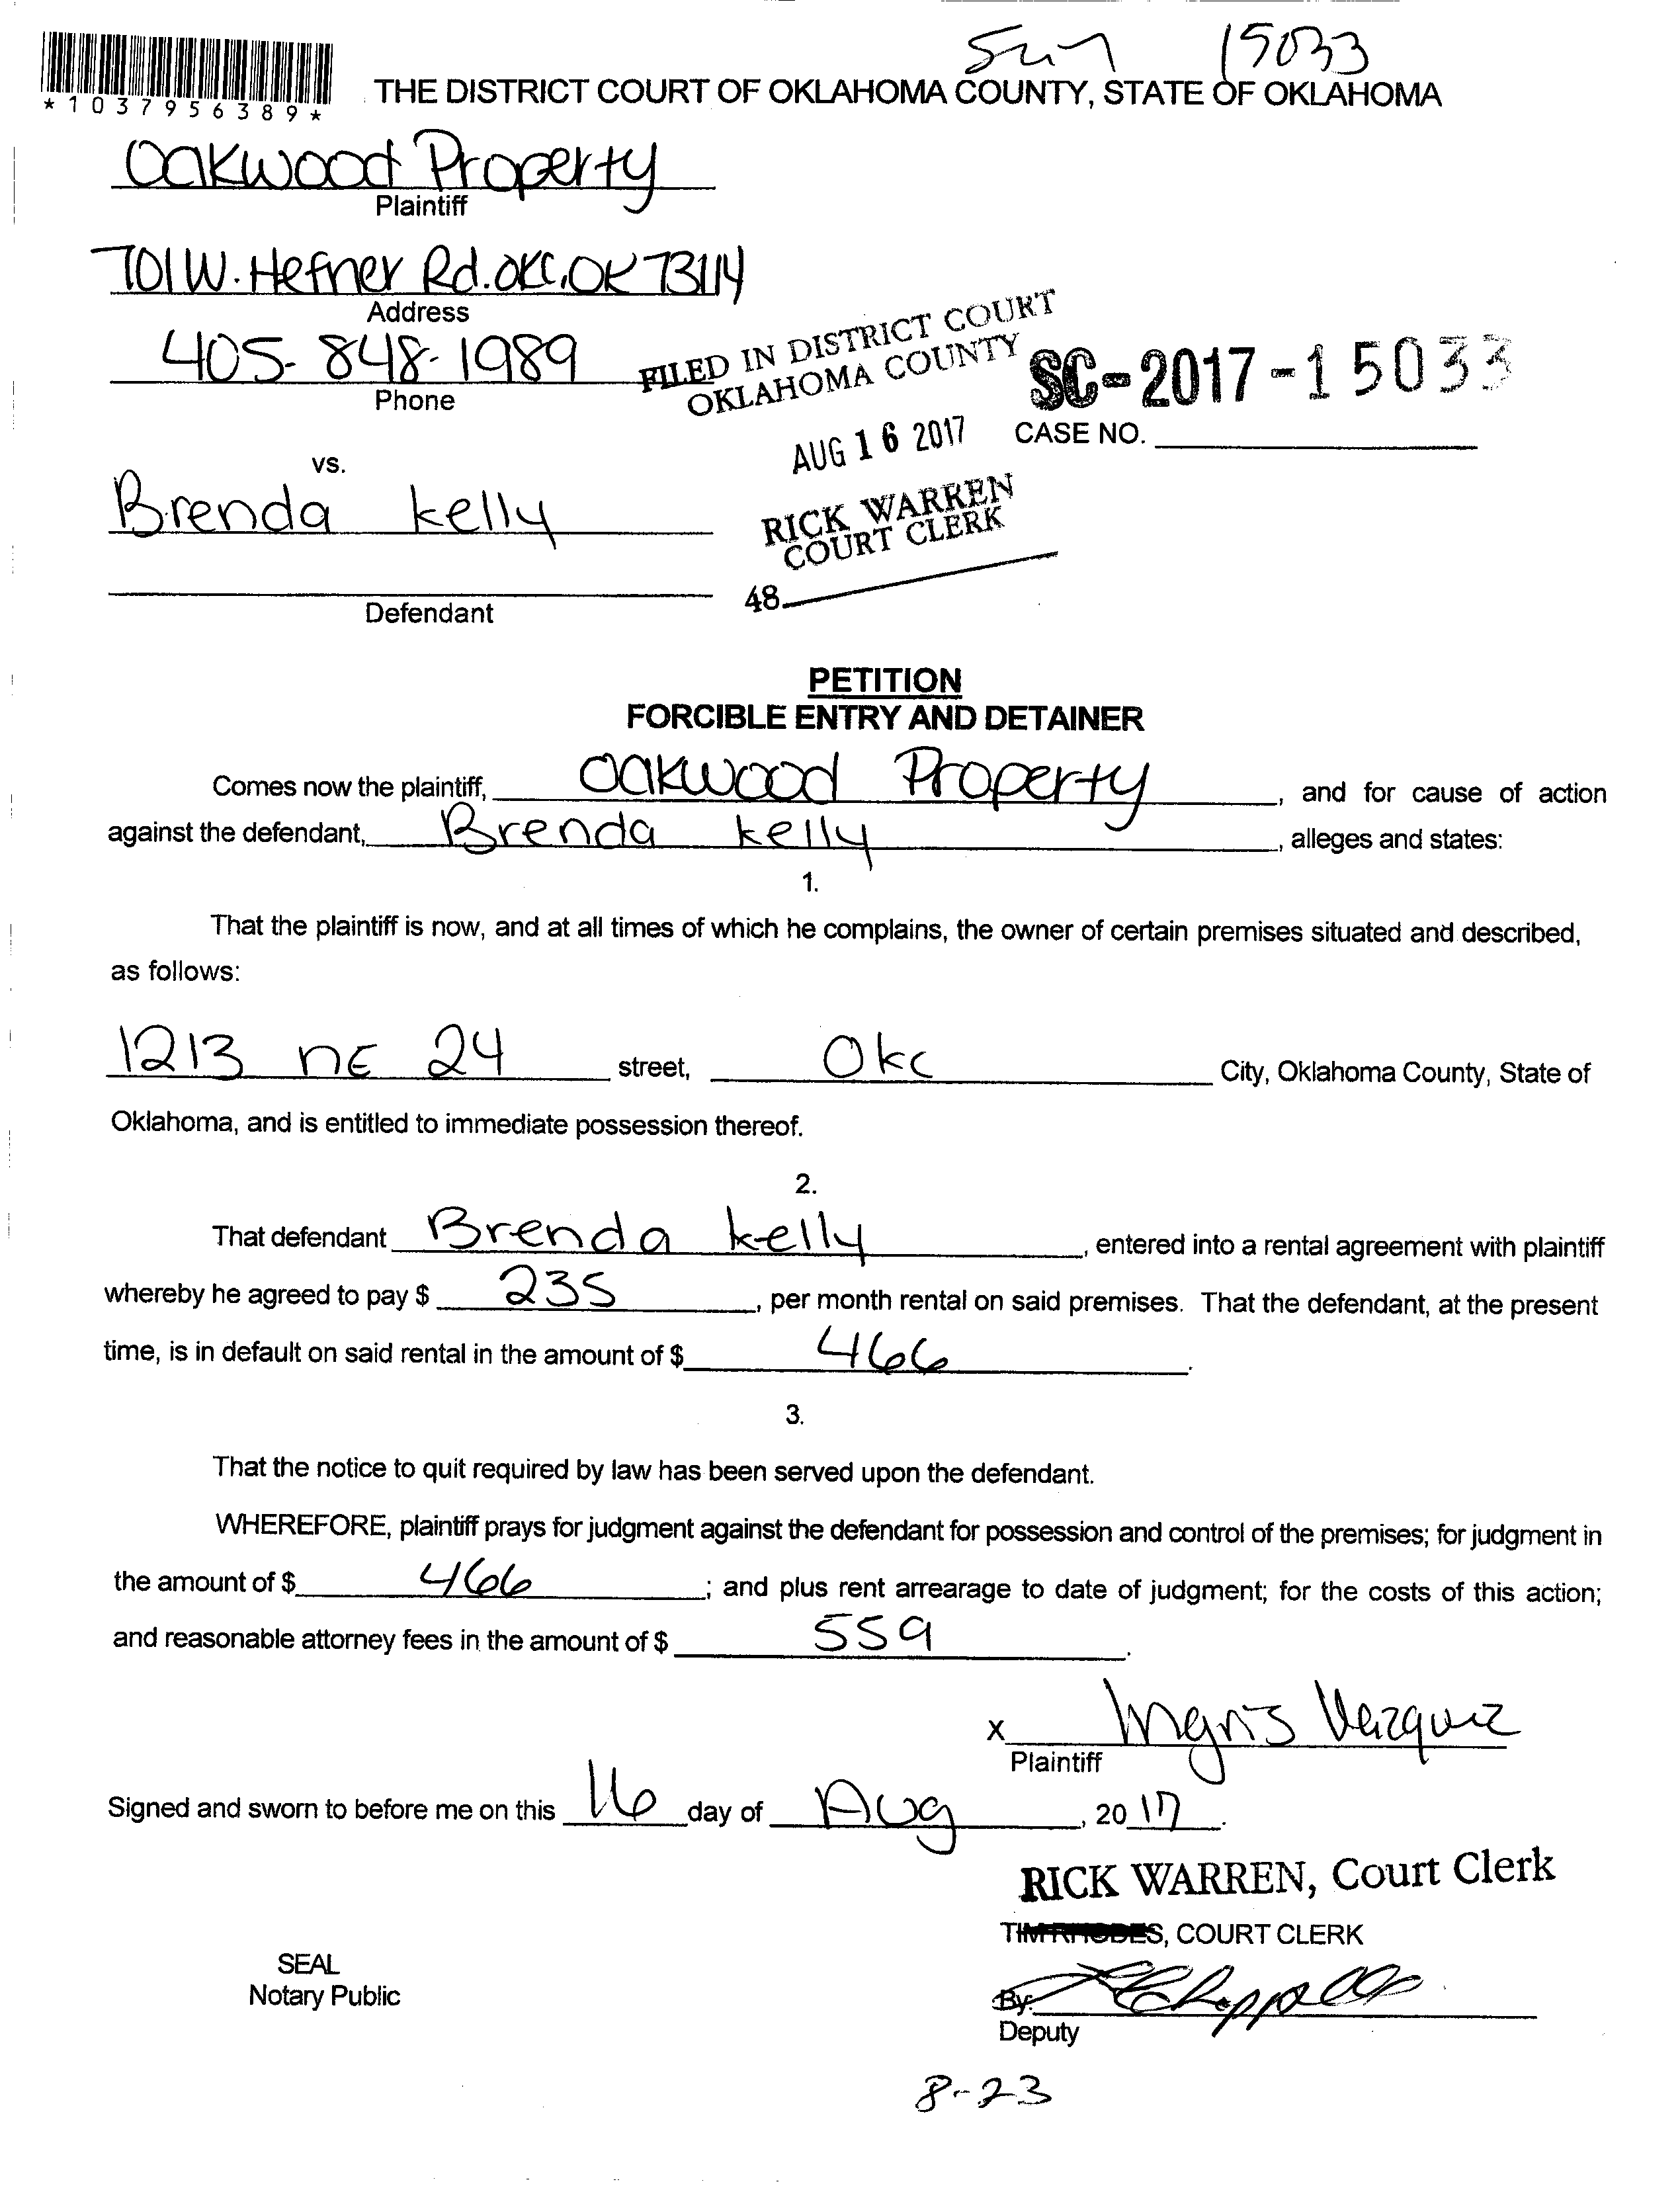 15033
*1037956389*
THE DISTRICT COURT OF OKLAHOMA COUNTY, STATE OF OKLAHOMA
Oakwood Property
Plaintiff
701 W. Hefner Rd. OKC, OK 73114
Address
405-848-1989
Phone
FILED IN DISTRICT COURT
OKLAHOMA COUNTY
SC-2017-15033
AUG 16 2017
CASE NO.
vs.
Brenda kelly
RICK WARREN
COURT CLERK
48
Defendant
PETITION
FORCIBLE ENTRY AND DETAINER
Comes now the plaintiff, Oakwood Property, and for cause of action
against the defendant, Brenda kelly, alleges and states:
1.
That the plaintiff is now, and at all times of which he complains, the owner of certain premises situated and described,
as follows:
1213 NE 24 street, Okc City, Oklahoma County, State of
Oklahoma, and is entitled to immediate possession thereof.
2.
That defendant Brenda kelly, entered into a rental agreement with plaintiff
whereby he agreed to pay $ 235, per month rental on said premises. That the defendant, at the present
time, is in default on said rental in the amount of $ 466.
3.
That the notice to quit required by law has been served upon the defendant.
WHEREFORE, plaintiff prays for judgment against the defendant for possession and control of the premises; for judgment in
the amount of $ 466; and plus rent arrearage to date of judgment; for the costs of this action;
and reasonable attorney fees in the amount of $ 559.
X Ingris Vazquez
Plaintiff
Signed and sworn to before me on this 16 day of Aug, 2017.
RICK WARREN, Court Clerk
TIM RHODES, COURT CLERK
SEAL
Notary Public
By:
Deputy
8-23